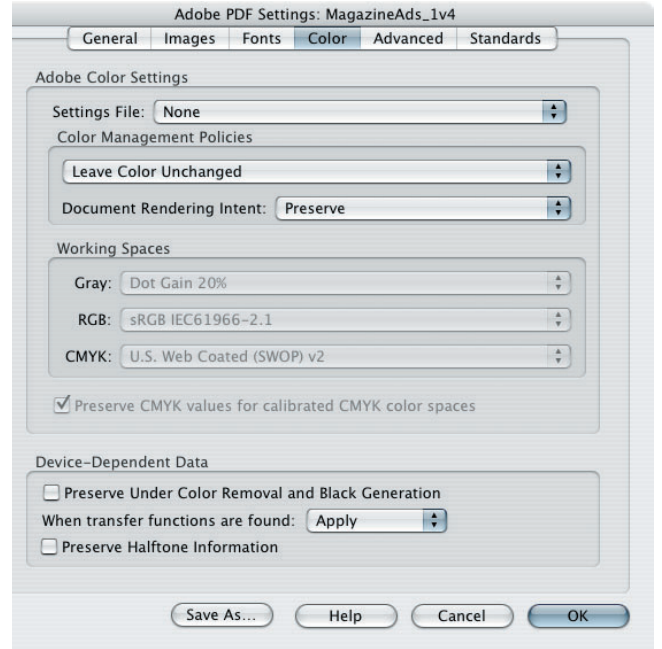 Adobe PDF Settings: MagazineAds_1v4
General Images Fonts Color Advanced Standards
Adobe Color Settings
Settings File: None
Color Management Policies
Leave Color Unchanged
Document Rendering Intent: Preserve
Working Spaces
Gray: Dot Gain 20%
RGB: sRGB IEC61966-2.1
CMYK: U.S. Web Coated (SWOP) v2
Preserve CMYK values for calibrated CMYK color spaces
Device-Dependent Data
Preserve Under Color Removal and Black Generation
When transfer functions are found: Apply
Preserve Halftone Information
Save As... Help Cancel OK